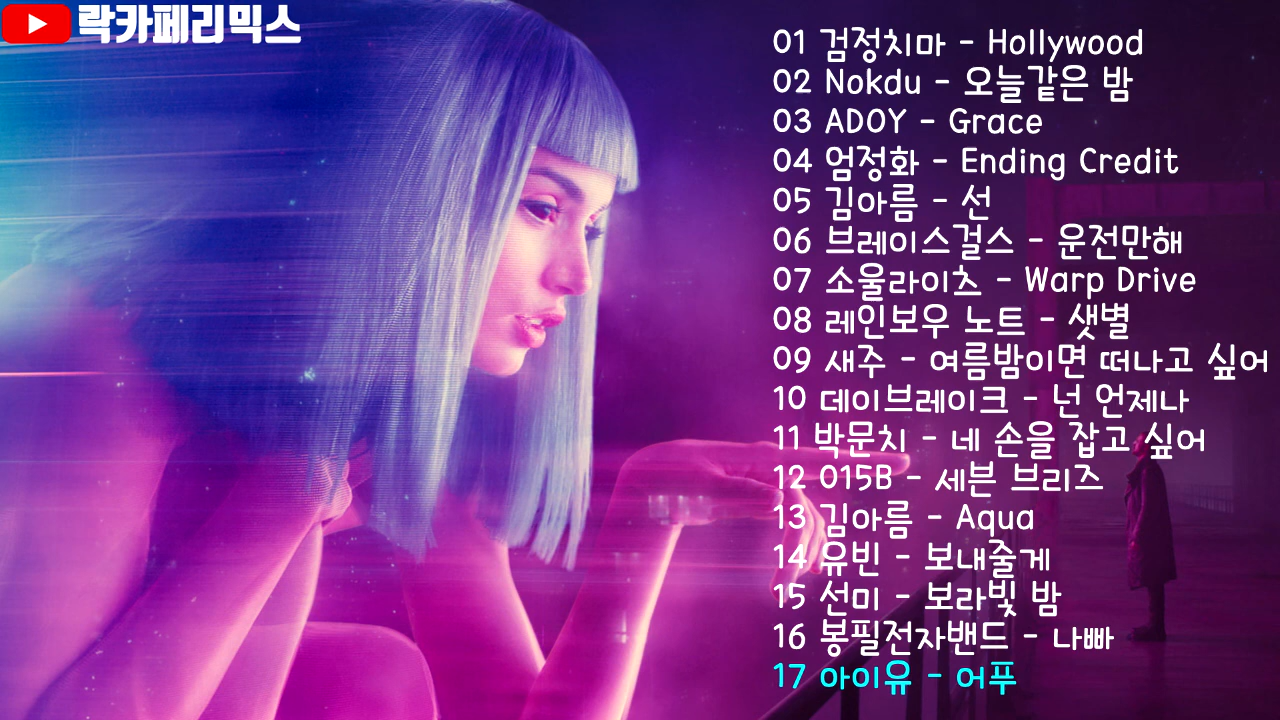 락카페리믹스
01 검정치마 - Hollywood
02 Nokdu - 오늘같은 밤
03 ADOY - Grace
04 엄정화 - Ending Credit
05 김아름 - 선
06 브레이스걸스 - 운전만해
07 소울라이츠 - Warp Drive
08 레인보우 노트 - 샛별
09 새주 - 여름밤이면 떠나고 싶어
10 데이브레이크 - 넌 언제나
11 박문치 - 네 손을 잡고 싶어
12 015B - 세븐 브리즈
13 김아름 - Aqua
14 유빈 - 보내줄게
15 선미 - 보라빛 밤
16 봉필전자밴드 - 나빠
17 아이유 - 어푸